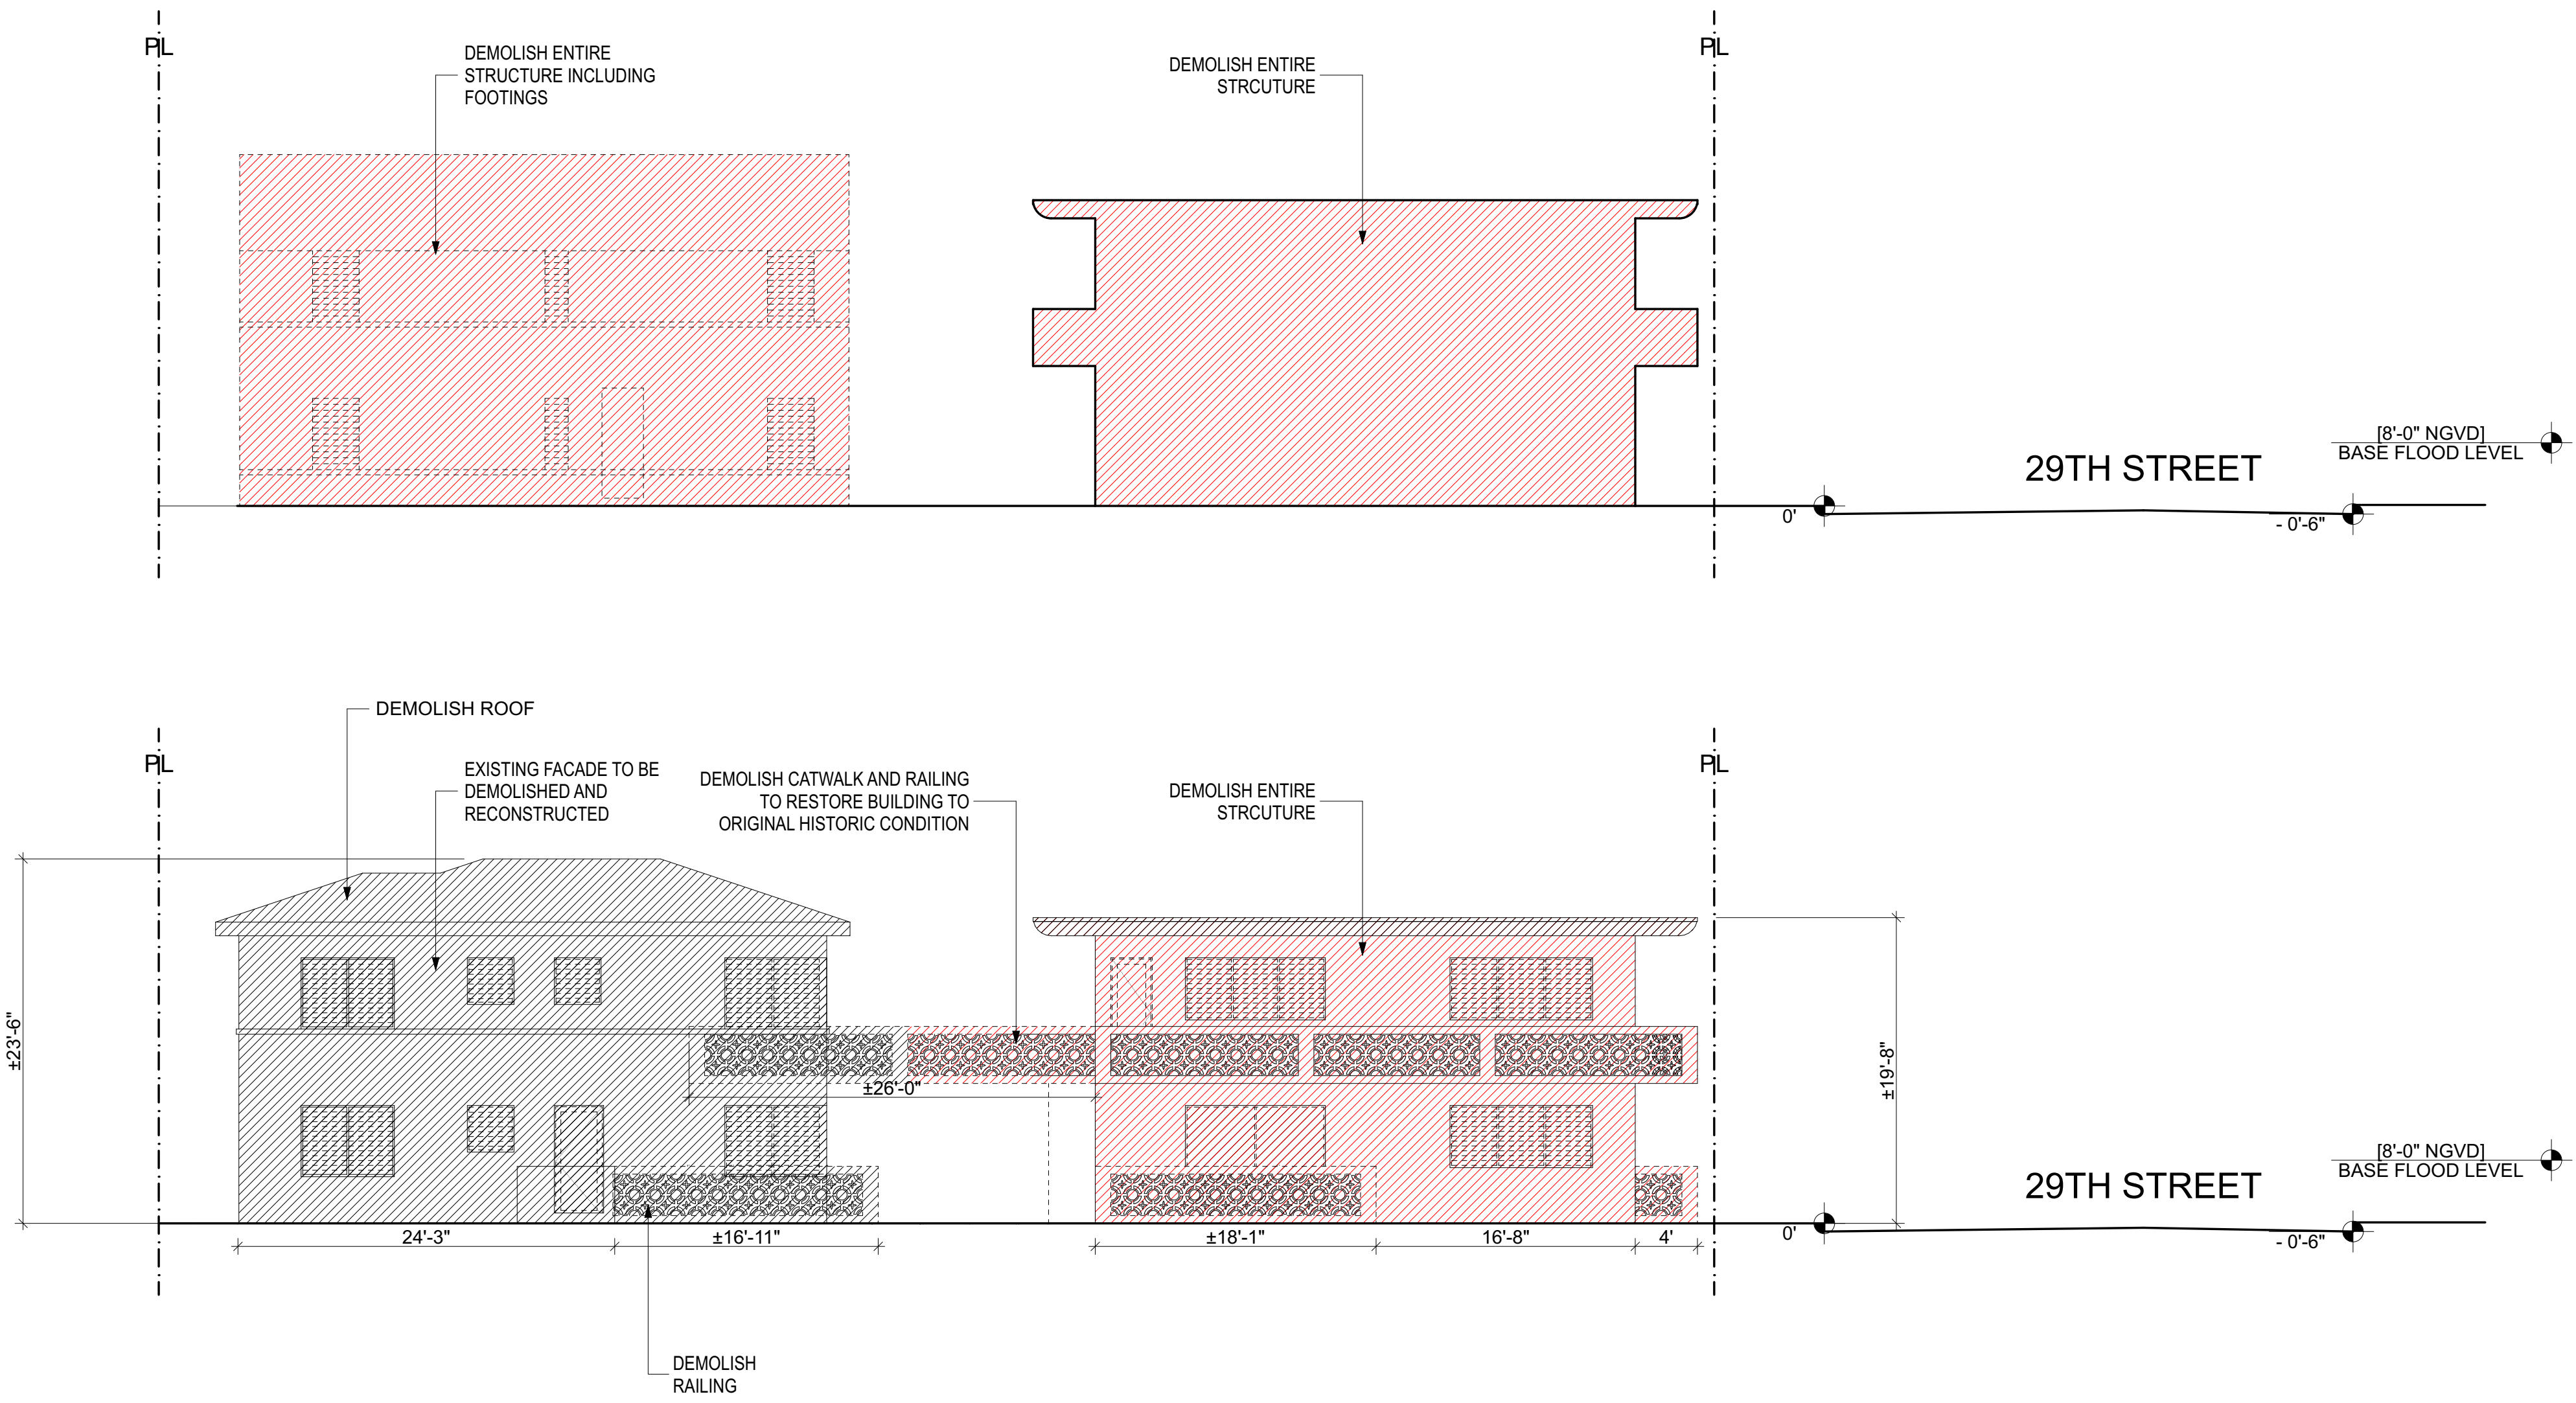 PL
DEMOLISH ENTIRE
STRUCTURE INCLUDING
FOOTINGS
DEMOLISH ENTIRE
STRCUTURE
PL
[8'-0" NGVD]
BASE FLOOD LEVEL
29TH STREET
0'
- 0'-6"
DEMOLISH ROOF
PL
EXISTING FACADE TO BE
DEMOLISHED AND
RECONSTRUCTED
DEMOLISH CATWALK AND RAILING
TO RESTORE BUILDING TO
ORIGINAL HISTORIC CONDITION
DEMOLISH ENTIRE
STRCUTURE
PL
±23'-6"
±26'-0"
±19'-8"
[8'-0" NGVD]
BASE FLOOD LEVEL
29TH STREET
0'
- 0'-6"
24'-3"
±16'-11"
±18'-1"
16'-8"
4'
DEMOLISH
RAILING